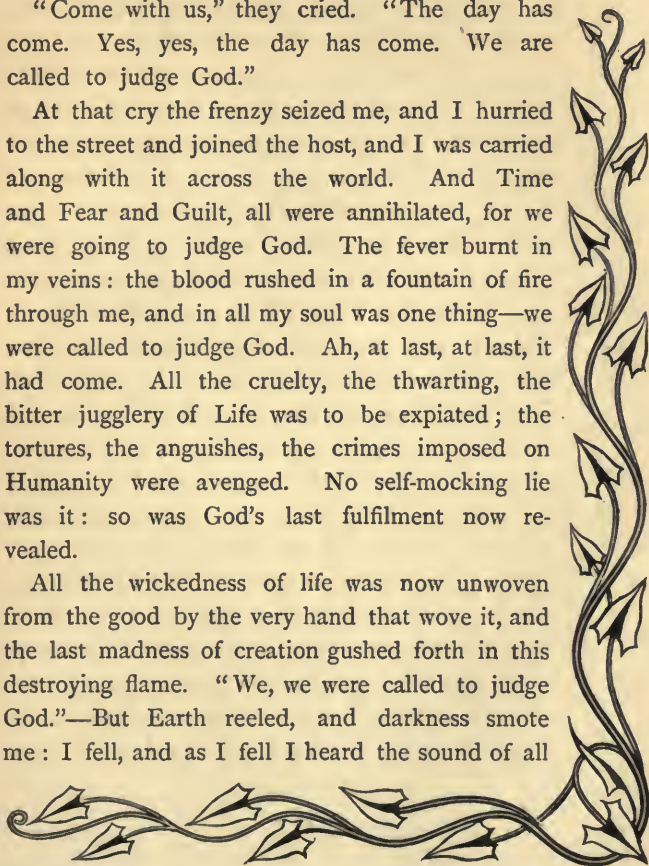 "Come with us," they cried. "The day has
come. Yes, yes, the day has come. We are
called to judge God."
At that cry the frenzy seized me, and I hurried
to the street and joined the host, and I was carried
along with it across the world. And Time
and Fear and Guilt, all were annihilated, for we
were going to judge God. The fever burnt in
my veins: the blood rushed in a fountain of fire
through me, and in all my soul was one thing—we
were called to judge God. Ah, at last, at last, it
had come. All the cruelty, the thwarting, the
bitter jugglery of Life was to be expiated; the
tortures, the anguishes, the crimes imposed on
Humanity were avenged. No self-mocking lie
was it: so was God's last fulfilment now re-
vealed.
All the wickedness of life was now unwoven
from the good by the very hand that wove it, and
the last madness of creation gushed forth in this
destroying flame. "We, we were called to judge
God."—But Earth reeled, and darkness smote
me: I fell, and as I fell I heard the sound of all